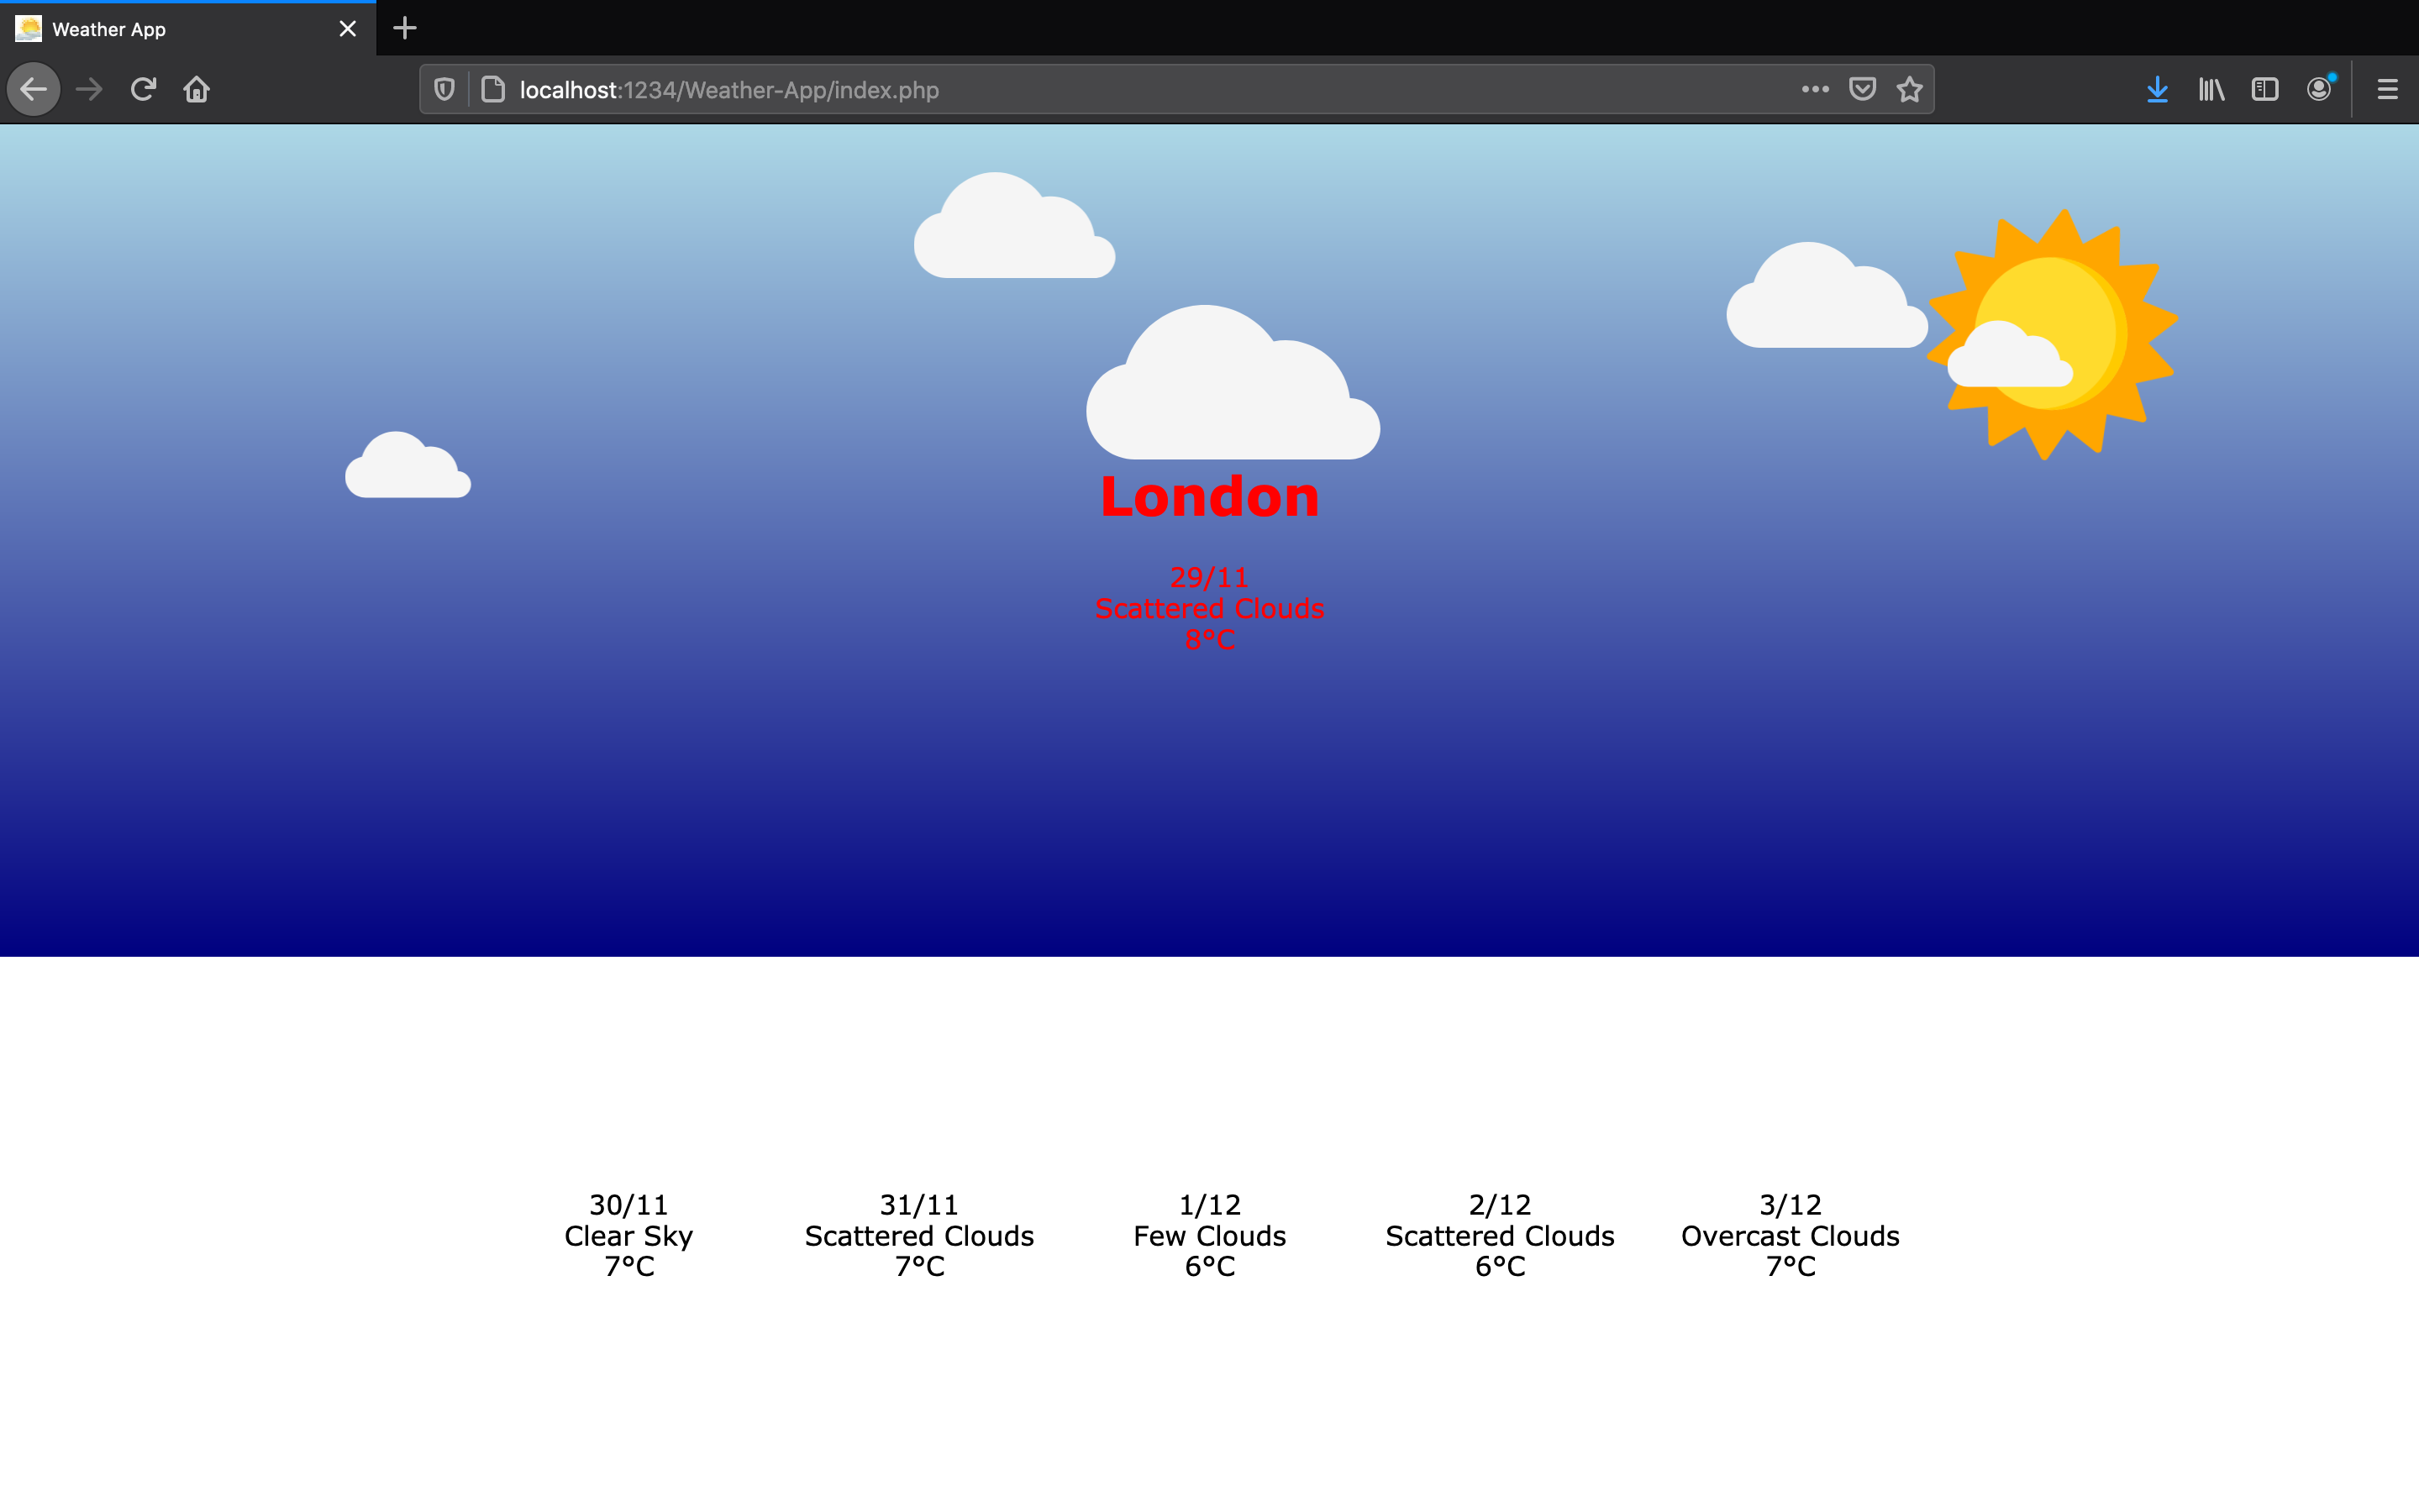 Weather App
localhost:1234/Weather-App/index.php
London
29/11
Scattered Clouds
8°C
30/11
Clear Sky
7°C
31/11
Scattered Clouds
7°C
1/12
Few Clouds
6°C
2/12
Scattered Clouds
6°C
3/12
Overcast Clouds
7°C